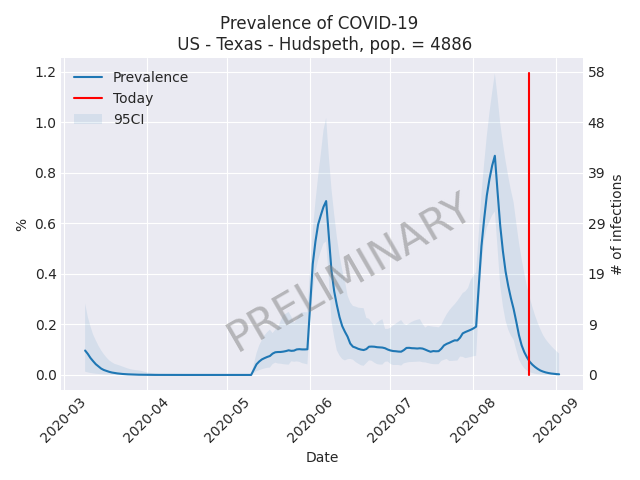 Prevalence of COVID-19
US - Texas - Hudspeth, pop. = 4886
Prevalence
Today
95CI
PRELIMINARY
1.2
1.0
0.8
0.6
0.4
0.2
0.0
%
58
48
39
29
19
9
0
# of infections
2020-03
2020-04
2020-05
2020-06
2020-07
2020-08
2020-09
Date